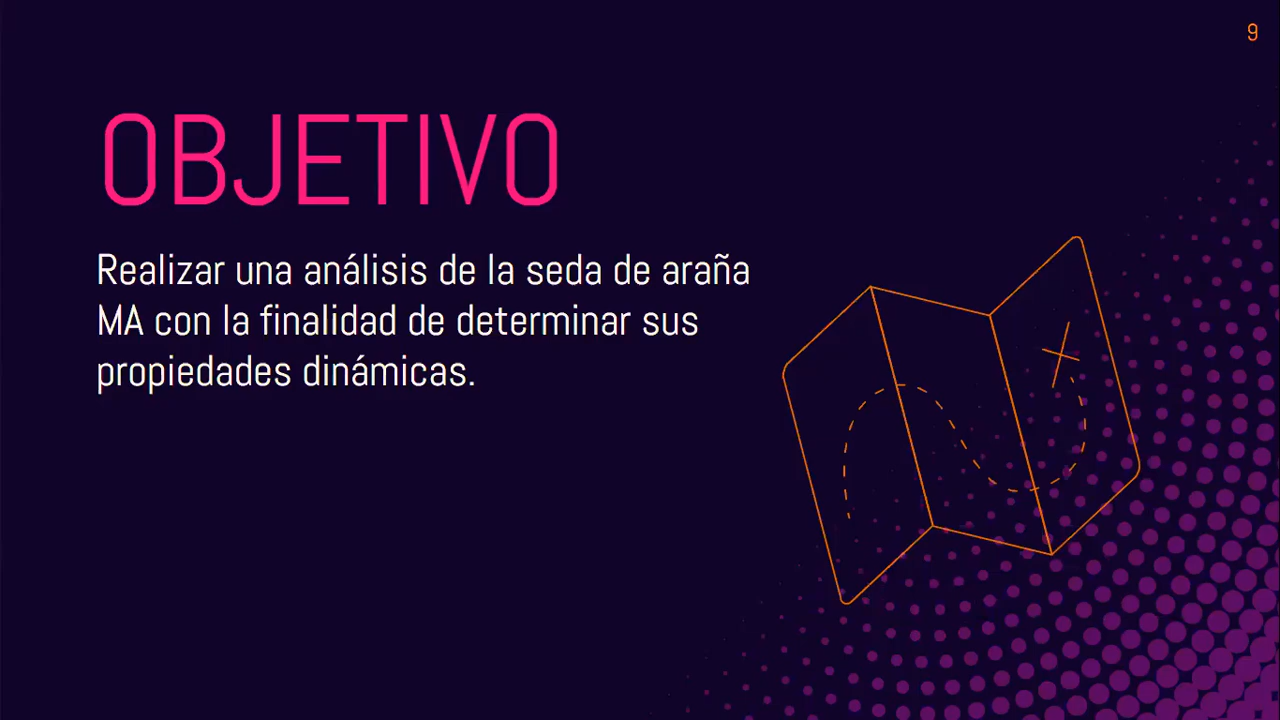 9
OBJETIVO
Realizar una análisis de la seda de araña
MA con la finalidad de determinar sus
propiedades dinámicas.